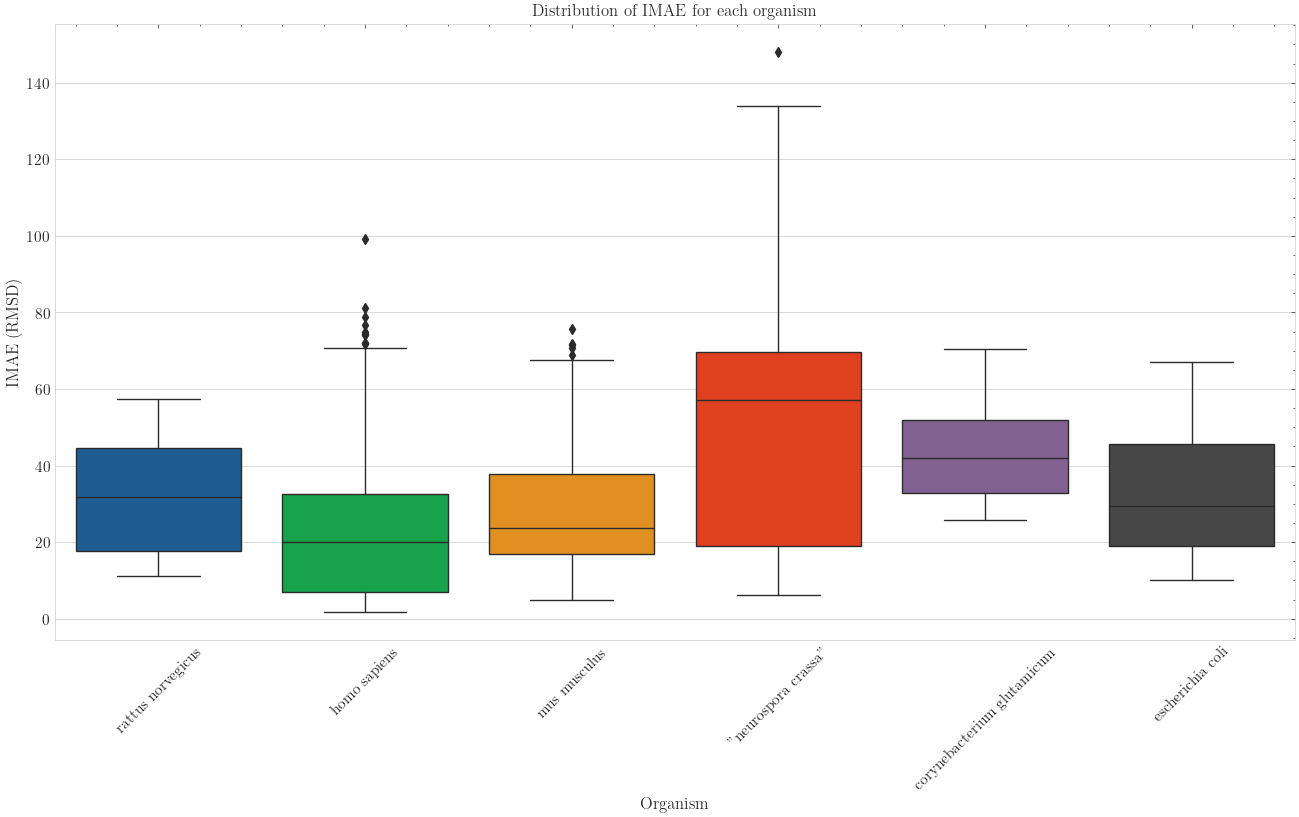 Distribution of IMAE for each organism
IMAE (RMSD)
140
120
100
80
60
40
20
0
rattus norvegicus
homo sapiens
mus musculus
”neurospora crassa”
corynebacterium glutamicum
escherichia coli
Organism